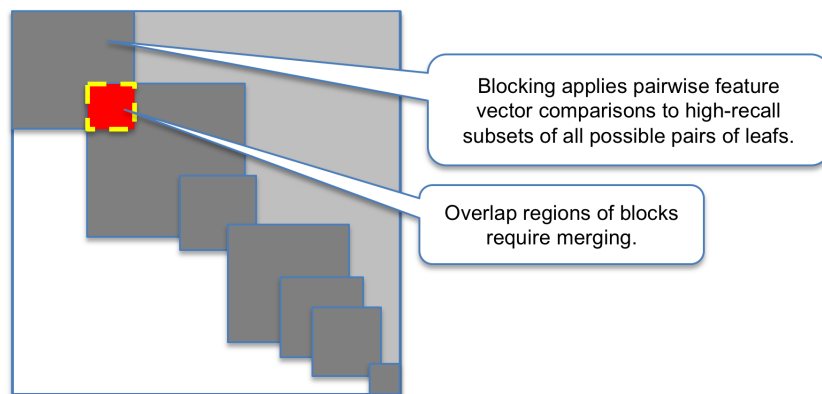 Blocking applies pairwise feature
vector comparisons to high-recall
subsets of all possible pairs of leafs.
Overlap regions of blocks
require merging.